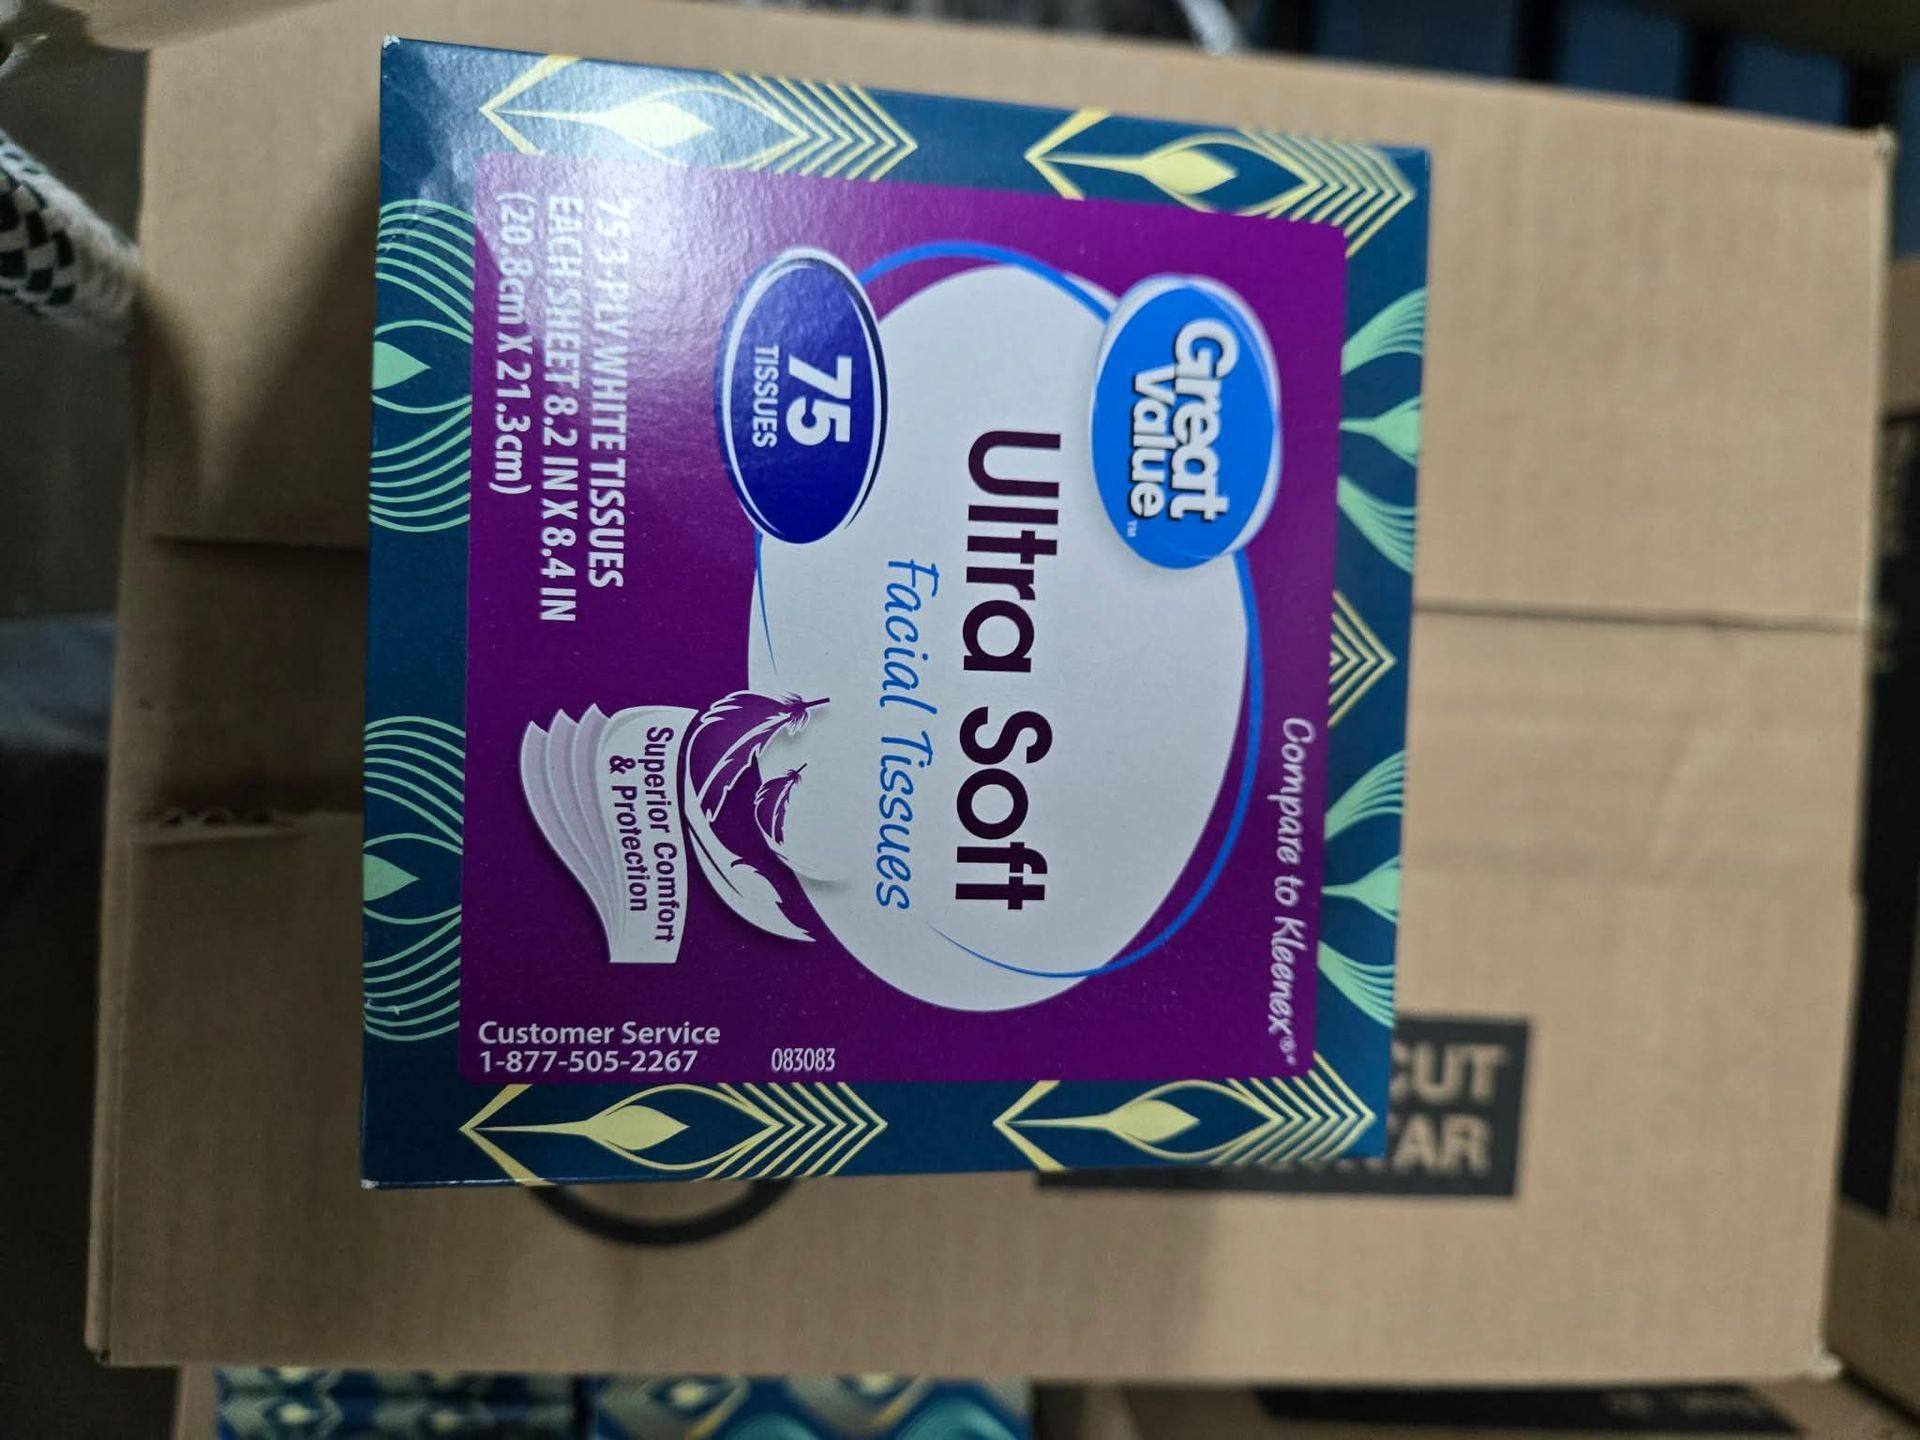 Compare to Kleenex®*
Great
Value™
Ultra Soft
Facial Tissues
75
TISSUES
Superior Comfort
& Protection
75 3-PLY WHITE TISSUES
EACH SHEET 8.2 IN X 8.4 IN
(20.8cm X 21.3cm)
Customer Service
1-877-505-2267
083083
CUT